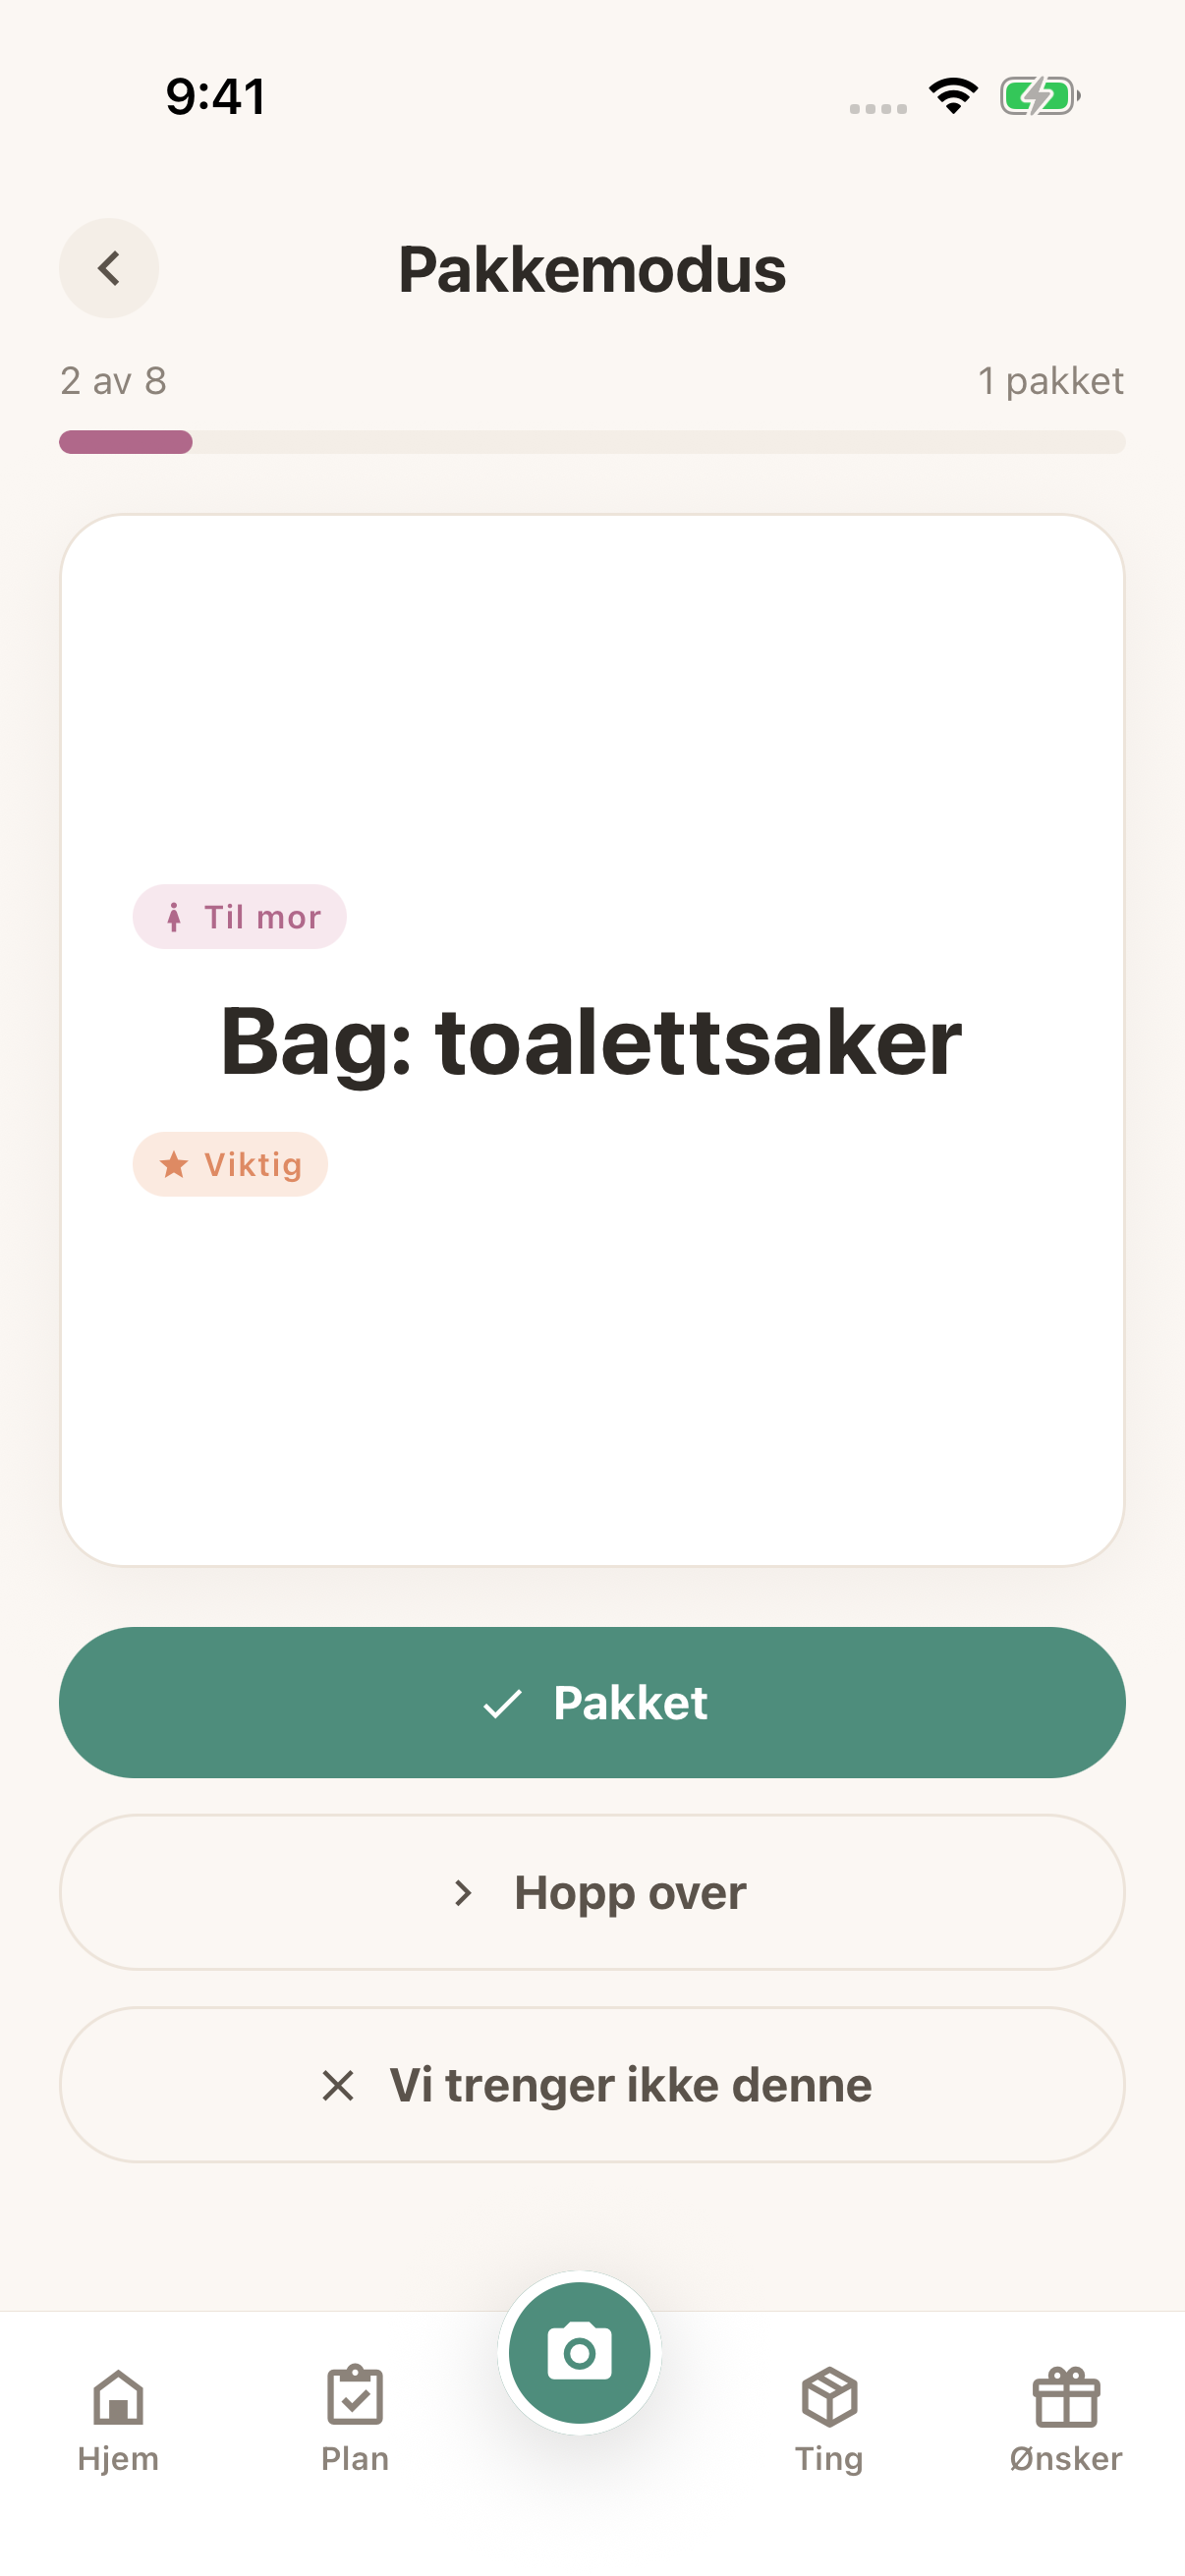 9:41
Pakkemodus
2 av 8
1 pakket
Til mor
Bag: toalettsaker
Viktig
Pakket
Hopp over
Vi trenger ikke denne
Hjem
Plan
Ting
Ønsker